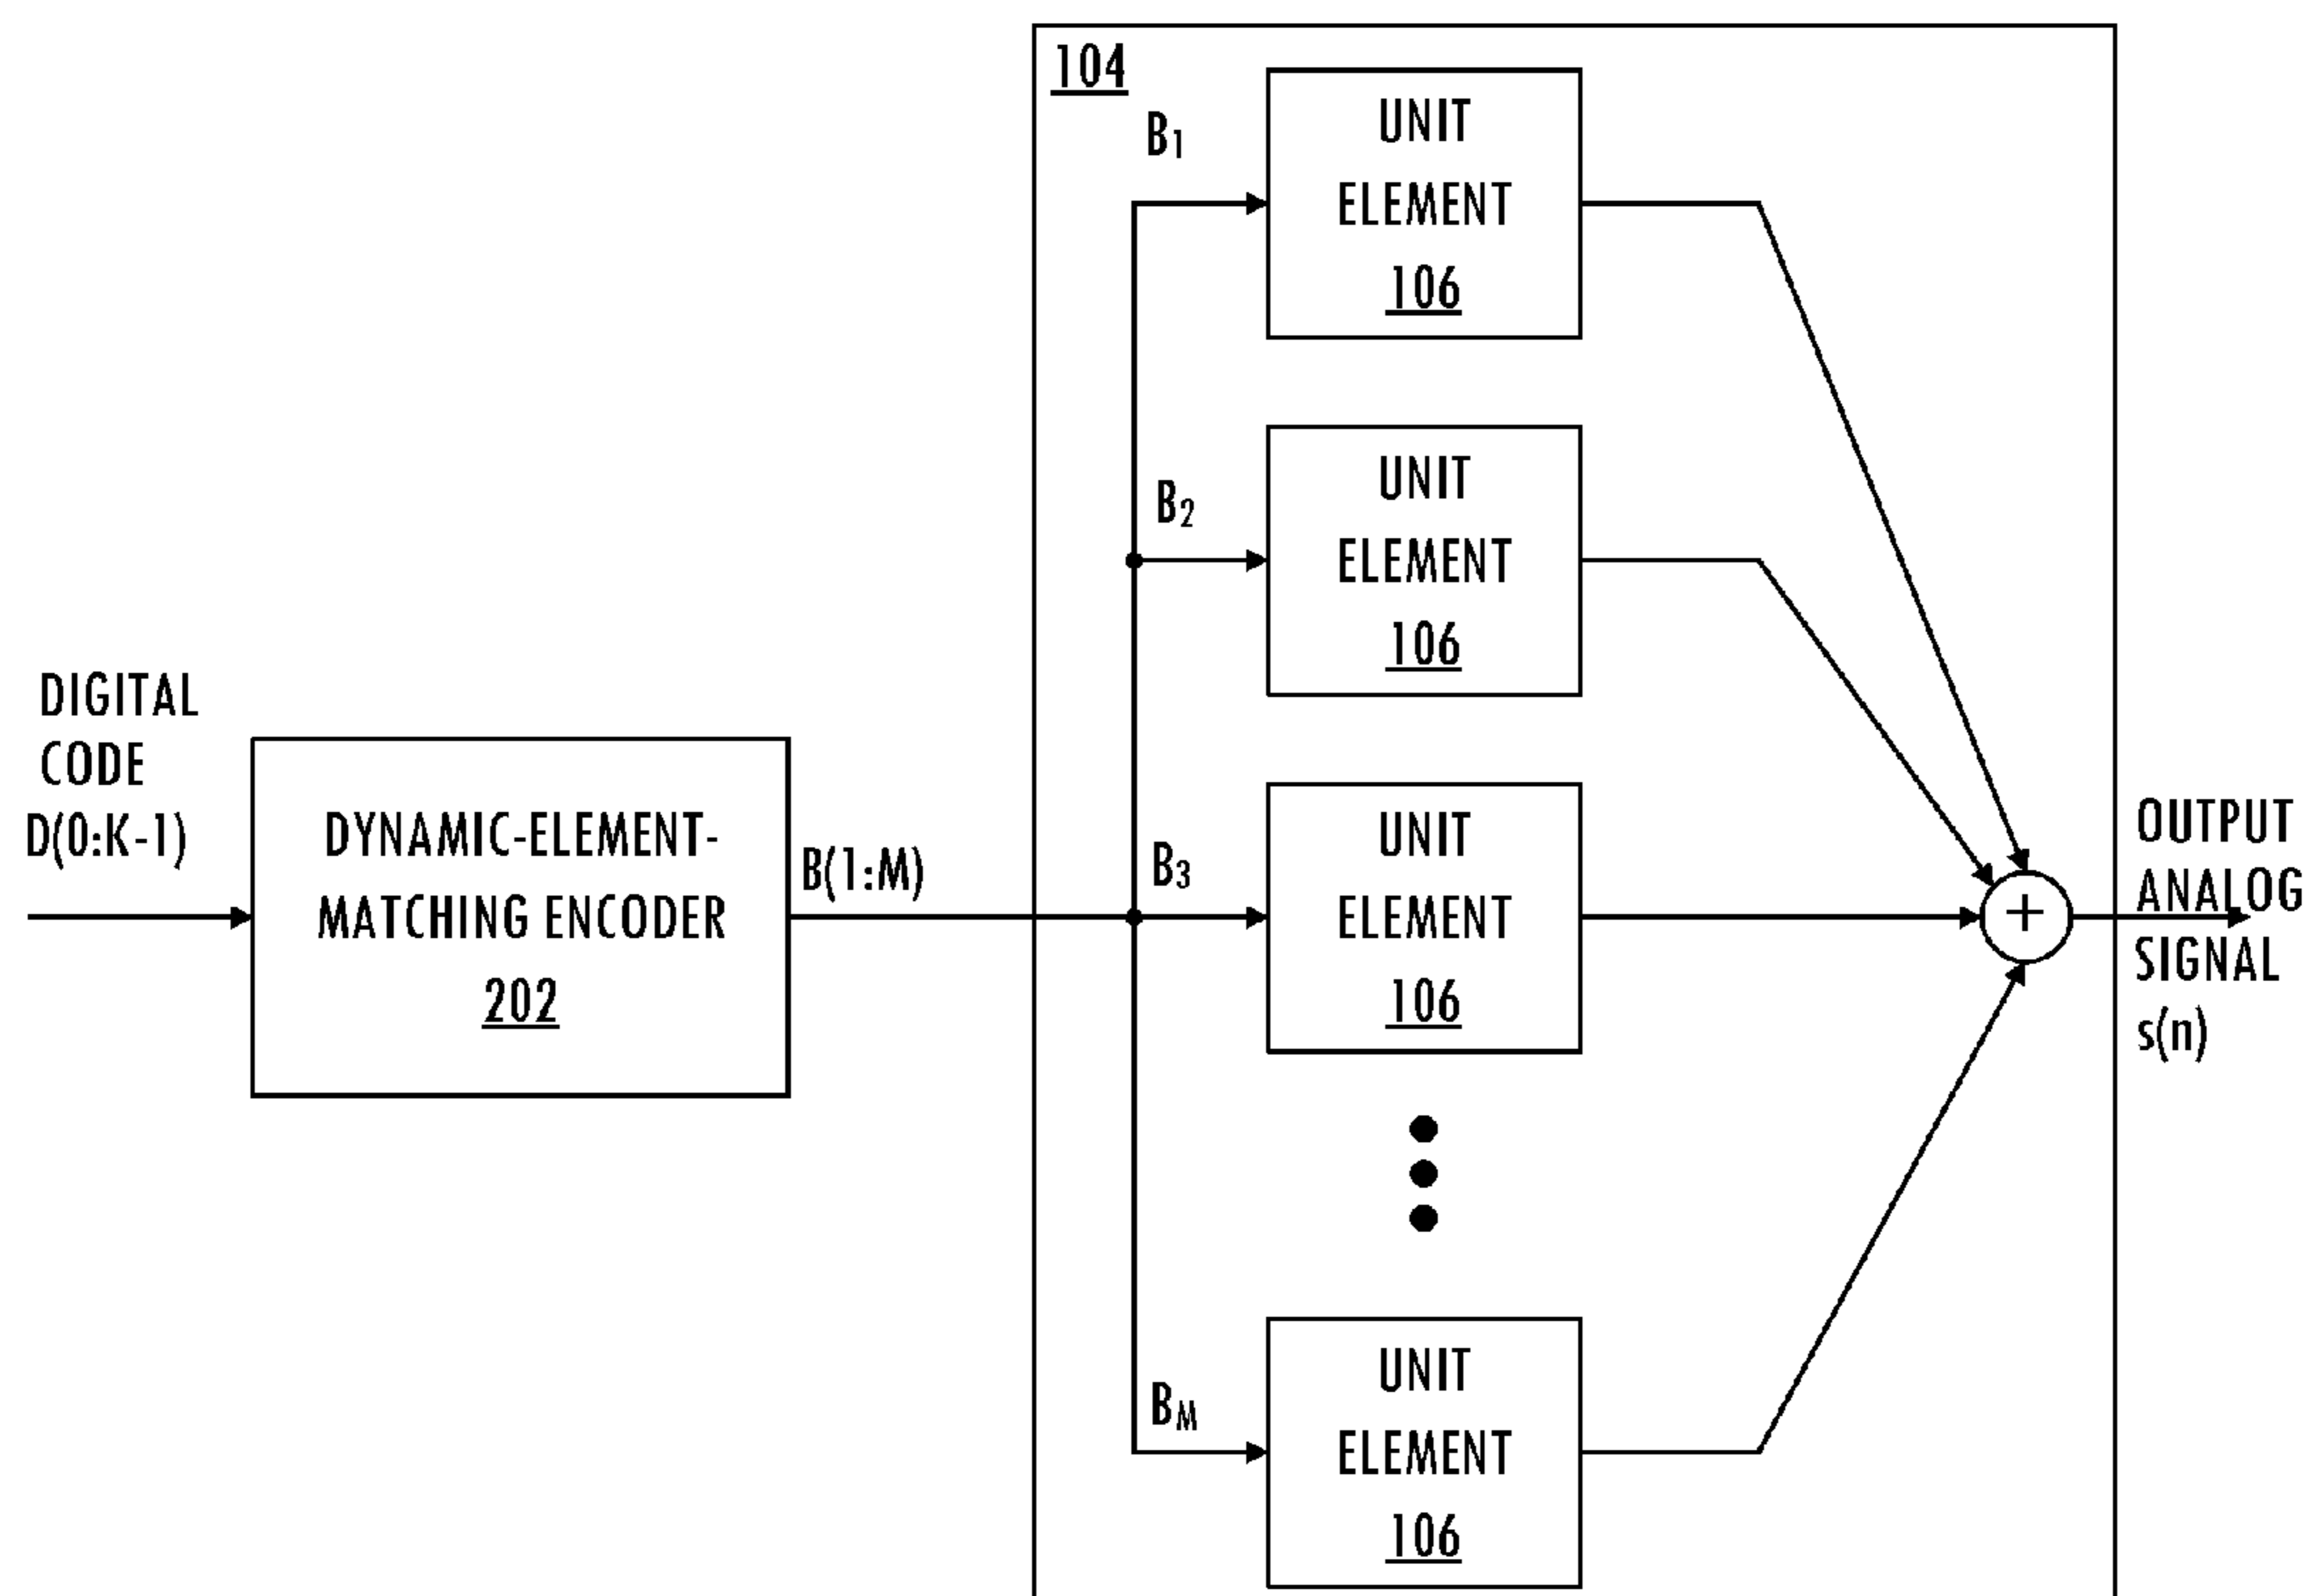 104
B1
UNIT
ELEMENT
106
B2
UNIT
ELEMENT
106
DIGITAL
CODE
D(0:K-1)
DYNAMIC-ELEMENT-
MATCHING ENCODER
202
B(1:M)
B3
UNIT
ELEMENT
106
+
OUTPUT
ANALOG
SIGNAL
s(n)
BM
UNIT
ELEMENT
106